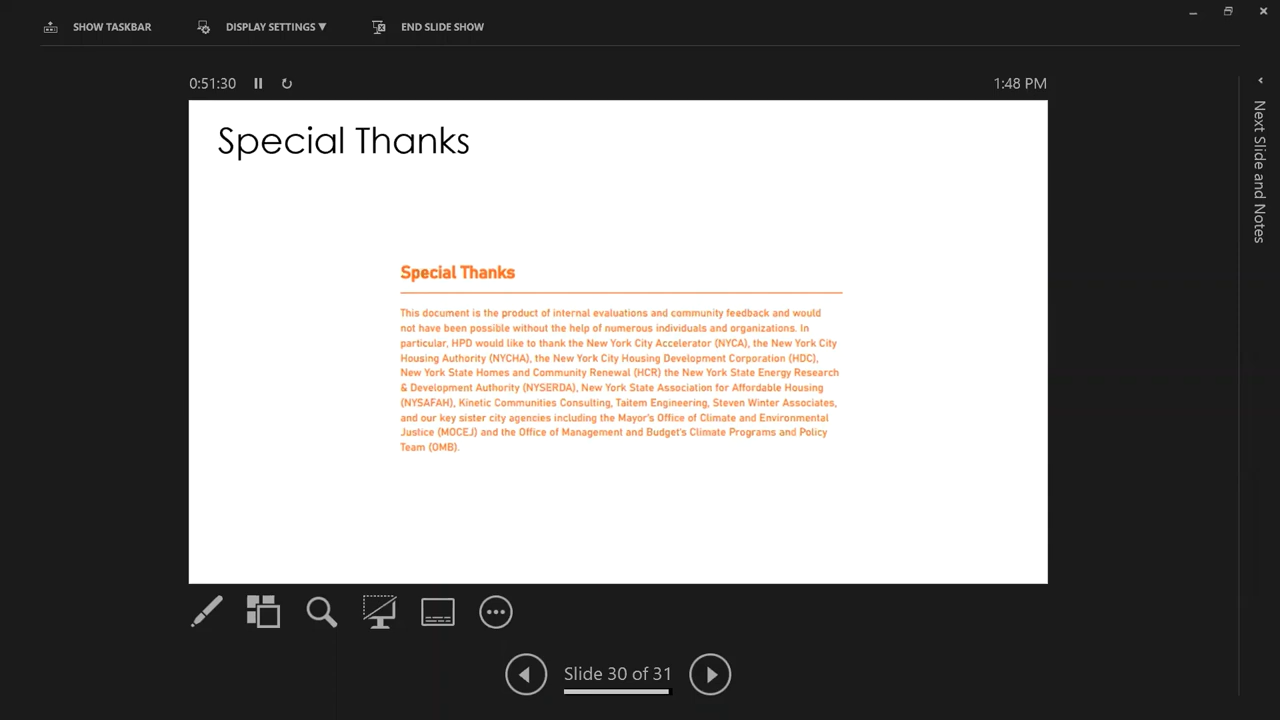 SHOW TASKBAR
DISPLAY SETTINGS ▼
END SLIDE SHOW
0:51:30
1:48 PM
Special Thanks
Special Thanks
This document is the product of internal evaluations and community feedback and would
not have been possible without the help of numerous individuals and organizations. In
particular, HPD would like to thank the New York City Accelerator (NYCA), the New York City
Housing Authority (NYCHA), the New York City Housing Development Corporation (HDC),
New York State Homes and Community Renewal (HCR) the New York State Energy Research
& Development Authority (NYSERDA), New York State Association for Affordable Housing
(NYSAFAH), Kinetic Communities Consulting, Taitem Engineering, Steven Winter Associates,
and our key sister city agencies including the Mayor's Office of Climate and Environmental
Justice (MOCEJ) and the Office of Management and Budget's Climate Programs and Policy
Team (OMB).
Slide 30 of 31
Next Slide and Notes